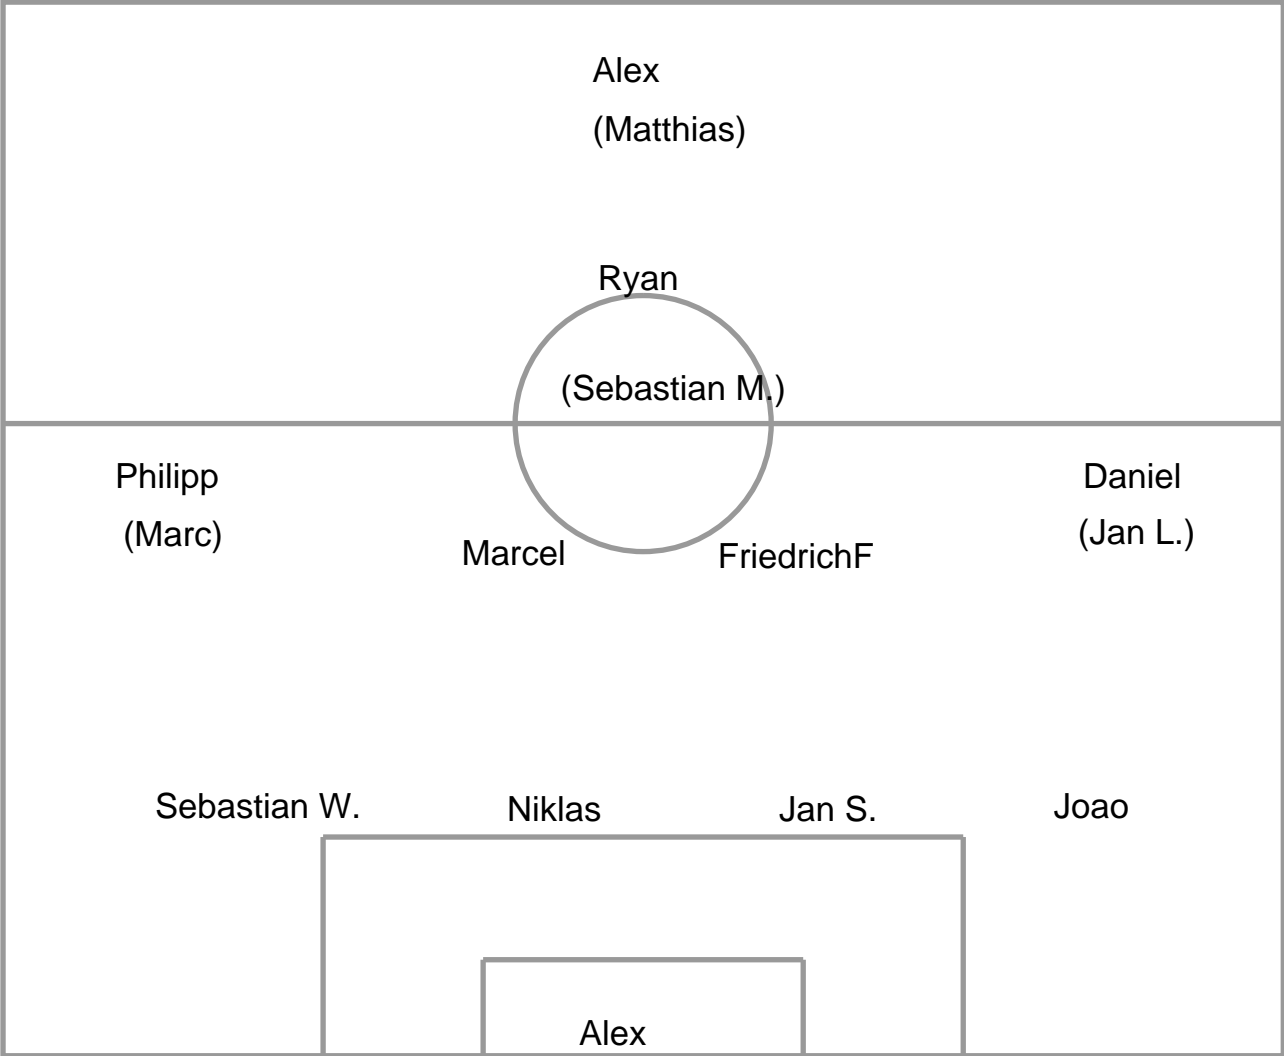 Alex
(Matthias)
Ryan
(Sebastian M.)
Philipp
Daniel
(Marc)
(Jan L.)
Marcel
FriedrichF
Sebastian W.
Niklas
Jan S.
Joao
Alex